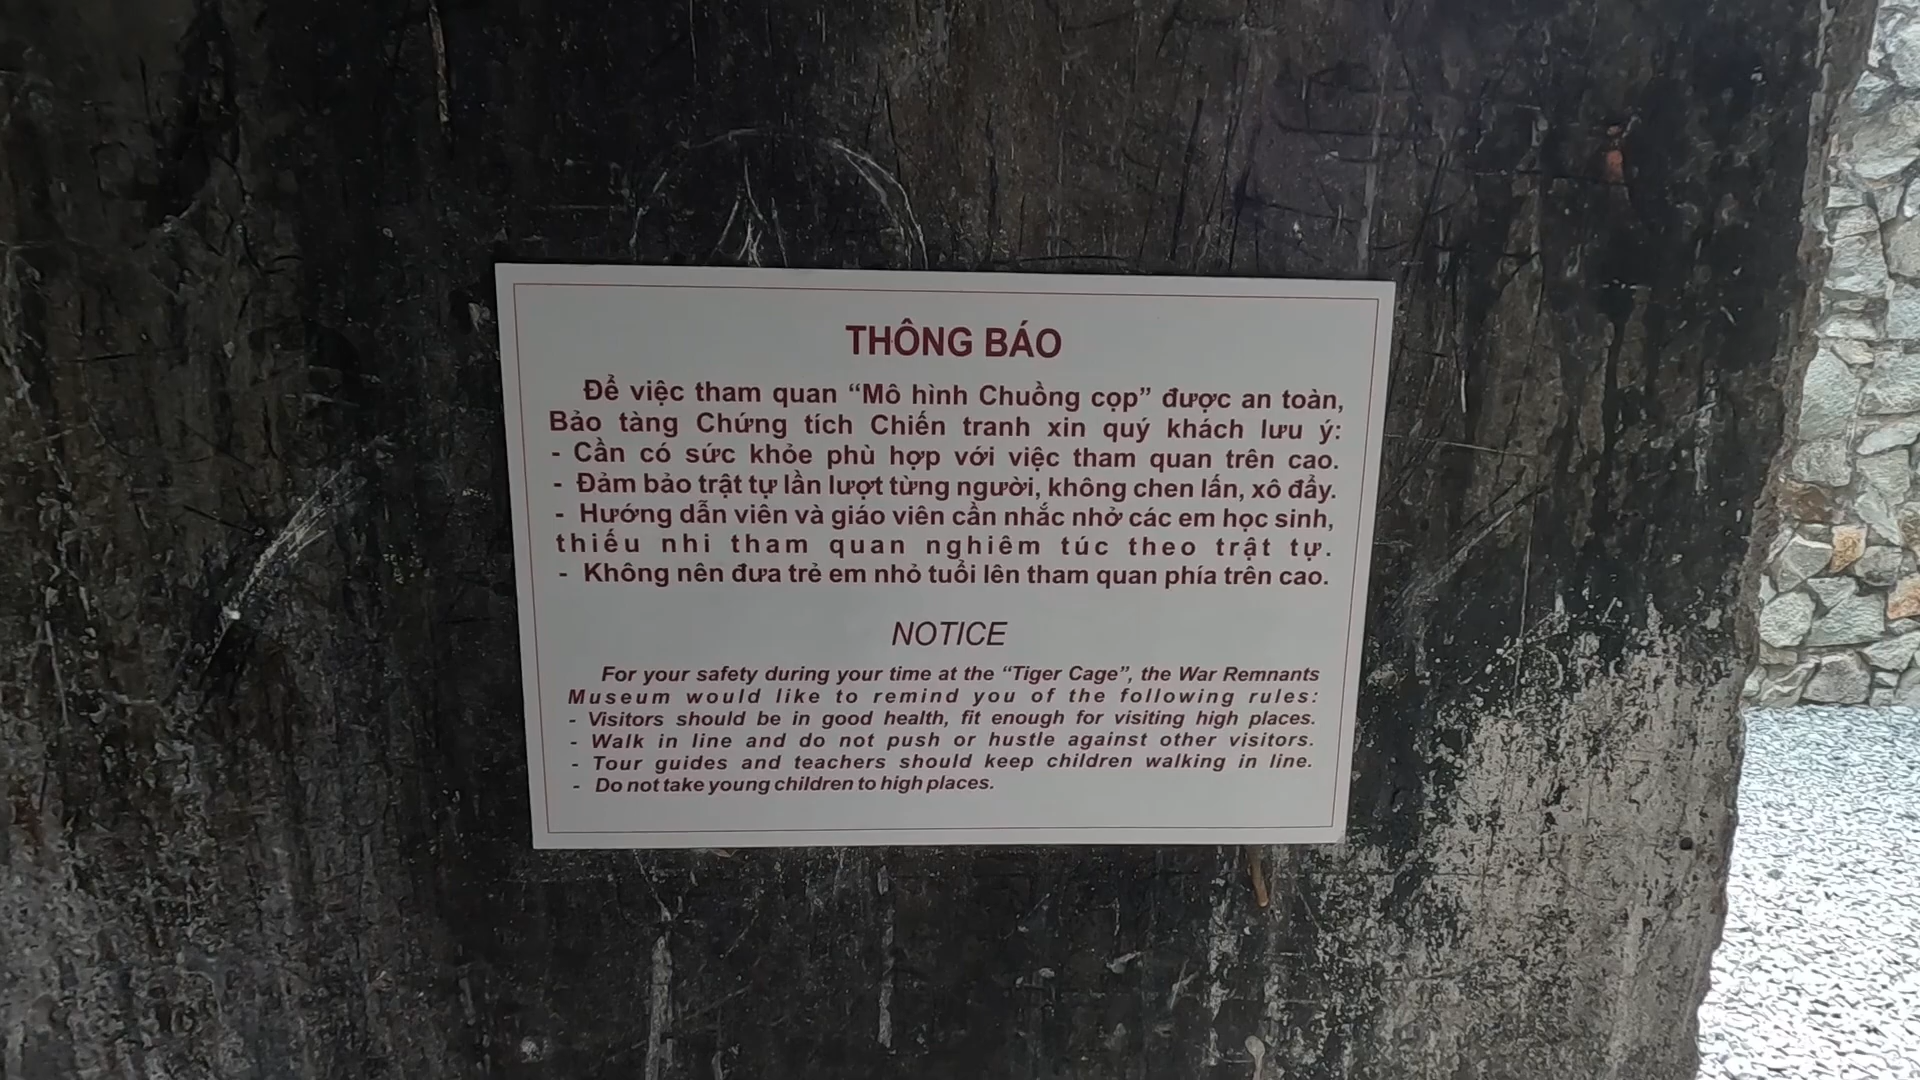 THÔNG BÁO
Để việc tham quan “Mô hình Chuồng cọp” được an toàn,
Bảo tàng Chứng tích Chiến tranh xin quý khách lưu ý:
- Cần có sức khỏe phù hợp với việc tham quan trên cao.
- Đảm bảo trật tự lần lượt từng người, không chen lấn, xô đẩy.
- Hướng dẫn viên và giáo viên cần nhắc nhở các em học sinh,
thiếu nhi tham quan nghiêm túc theo trật tự.
- Không nên đưa trẻ em nhỏ tuổi lên tham quan phía trên cao.
NOTICE
For your safety during your time at the “Tiger Cage”, the War Remnants
Museum would like to remind you of the following rules:
- Visitors should be in good health, fit enough for visiting high places.
- Walk in line and do not push or hustle against other visitors.
- Tour guides and teachers should keep children walking in line.
- Do not take young children to high places.